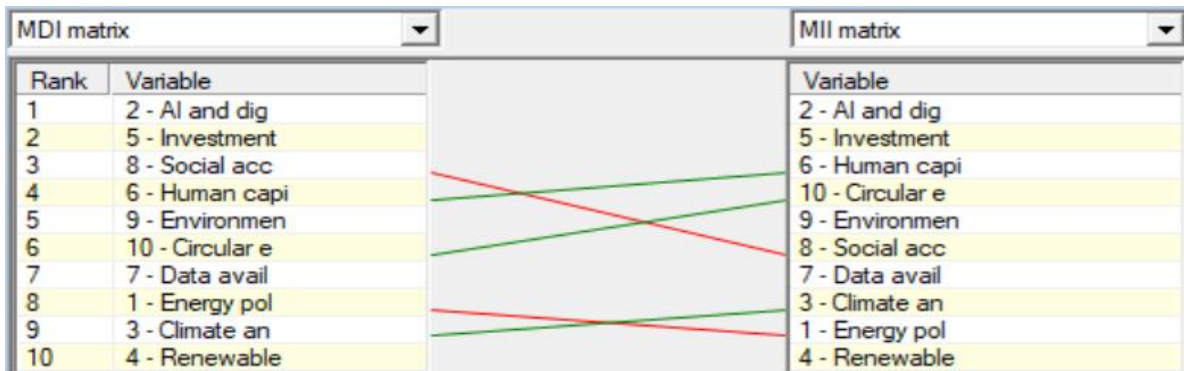 MDI matrix MII matrix
Rank Variable Variable
1 2 - AI and dig 2 - AI and dig
2 5 - Investment 5 - Investment
3 8 - Social acc 6 - Human capi
4 6 - Human capi 10 - Circular e
5 9 - Environmen 9 - Environmen
6 10 - Circular e 8 - Social acc
7 7 - Data avail 7 - Data avail
8 1 - Energy pol 3 - Climate an
9 3 - Climate an 1 - Energy pol
10 4 - Renewable 4 - Renewable